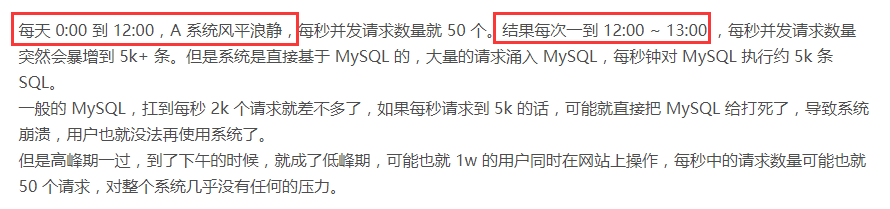 每天 0:00 到 12:00，A 系统风平浪静，每秒并发请求数量就 50 个。结果每次一到 12:00 ~ 13:00 ，每秒并发请求数量
突然会暴增到 5k+ 条。但是系统是直接基于 MySQL 的，大量的请求涌入 MySQL，每秒钟对 MySQL 执行约 5k 条
SQL。
一般的 MySQL，扛到每秒 2k 个请求就差不多了，如果每秒请求到 5k 的话，可能就直接把 MySQL 给打死了，导致系统
崩溃，用户也就没法再使用系统了。
但是高峰期一过，到了下午的时候，就成了低峰期，可能也就 1w 的用户同时在网站上操作，每秒中的请求数量可能也就
50 个请求，对整个系统几乎没有任何的压力。